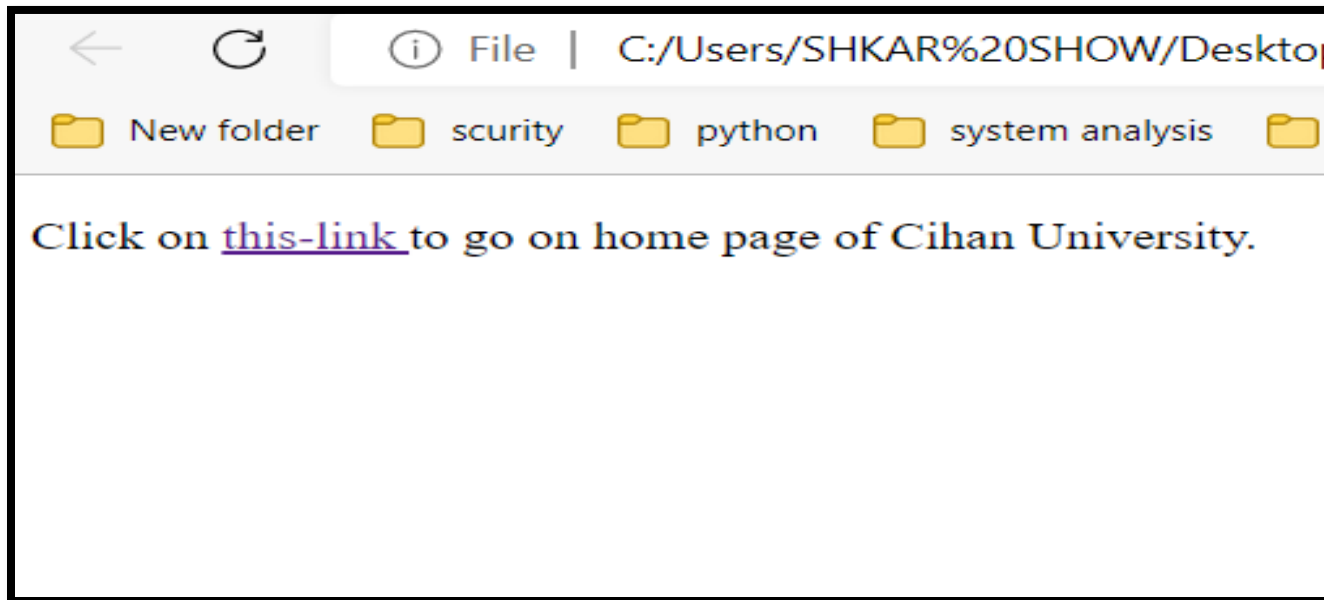 File | C:/Users/SHKAR%20SHOW/Desktop
New folder scurity python system analysis
Click on this-link to go on home page of Cihan University.